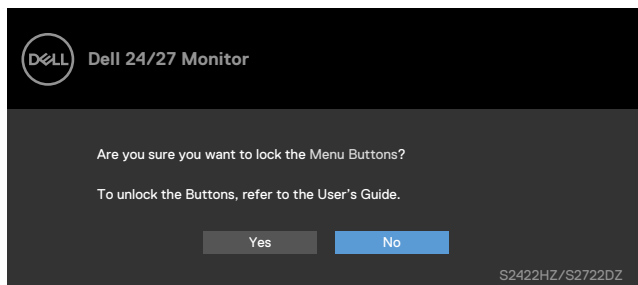 DELL
Dell 24/27 Monitor
Are you sure you want to lock the Menu Buttons?
To unlock the Buttons, refer to the User's Guide.
Yes No
S2422HZ/S2722DZ